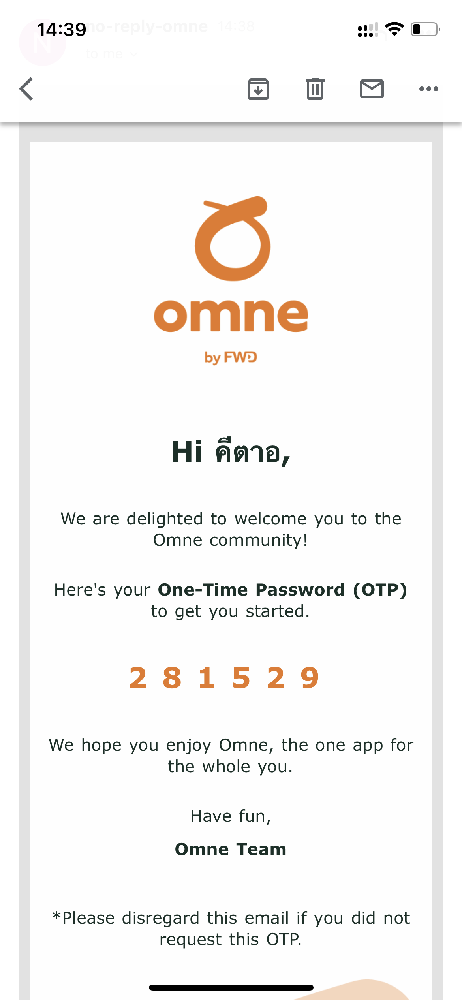 14:39
no-reply-omne 14:38
N
to me
omne
by FWD
Hi คีตาอ,
We are delighted to welcome you to the
Omne community!
Here's your One-Time Password (OTP)
to get you started.
2 8 1 5 2 9
We hope you enjoy Omne, the one app for
the whole you.
Have fun,
Omne Team
*Please disregard this email if you did not
request this OTP.